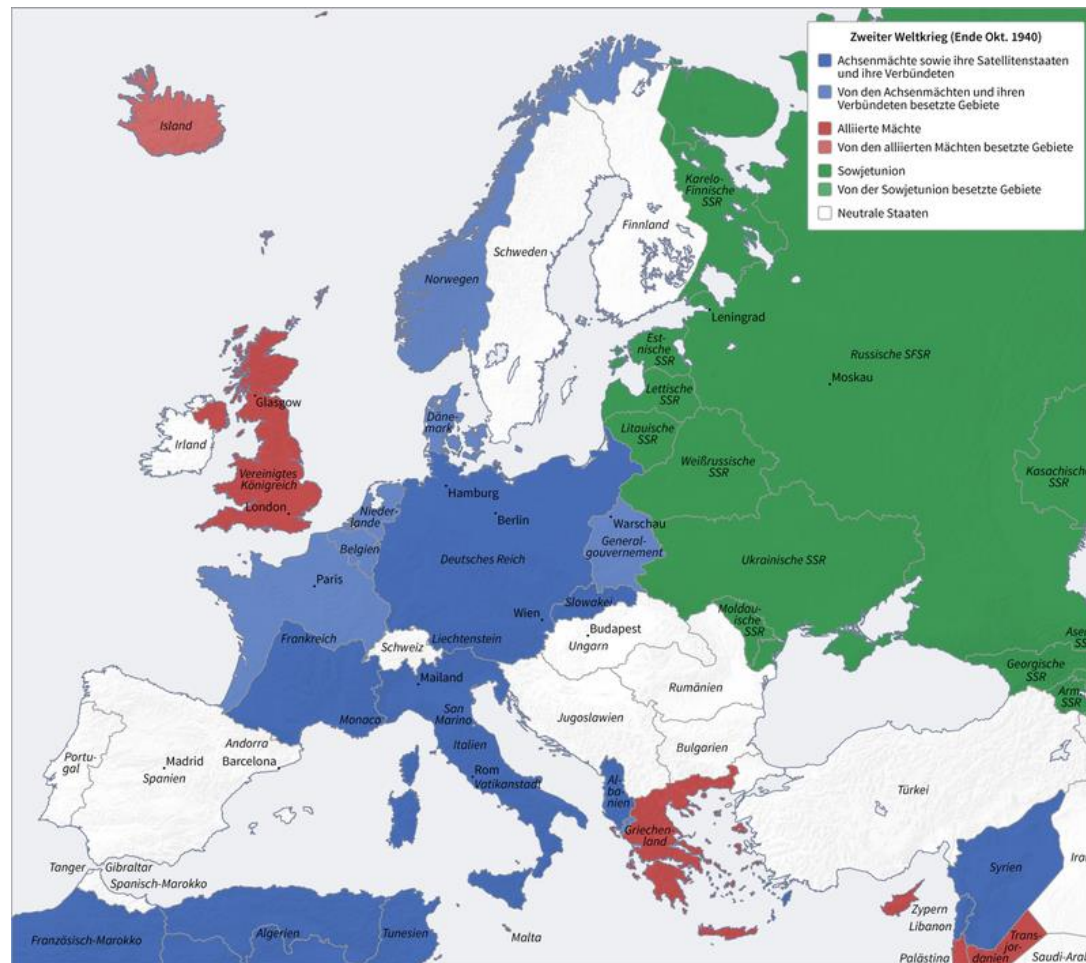 Zweiter Weltkrieg (Ende Okt. 1940)
Achsenmächte sowie ihre Satellitenstaaten
und ihre Verbündeten
Von den Achsenmächten und ihren
Verbündeten besetzte Gebiete
Alliierte Mächte
Von den alliierten Mächten besetzte Gebiete
Sowjetunion
Von der Sowjetunion besetzte Gebiete
Neutrale Staaten
Island
Karelo-
Finnische
SSR
Finnland
Schweden
Norwegen
Leningrad
Est-
nische
SSR
Russische SFSR
Moskau
Lettische
SSR
Glasgow
Däne-
mark
Litauische
SSR
Irland
Weißrussische
SSR
Kasachische
SSR
Vereinigtes
Königreich
London
Hamburg
Berlin
Nieder-
lande
Warschau
General-
gouvernement
Belgien
Deutsches Reich
Ukrainische SSR
Paris
Slowakei
Wien
Moldau-
ische
SSR
Budapest
Ungarn
Frankreich
Schweiz
Liechtenstein
Georgische
SSR
Arm.
SSR
Mailand
Rumänien
San
Marino
Monaco
Jugoslawien
Italien
Bulgarien
Andorra
Portu-
gal
Madrid
Spanien
Barcelona
Rom
Vatikanstadt
Al-
ba-
nien
Türkei
Griechen-
land
Tanger
Gibraltar
Spanisch-Marokko
Syrien
Zypern
Libanon
Malta
Französisch-Marokko
Algerien
Tunesien
Trans-
jor-
danien
Palästina
Saudi-Ara